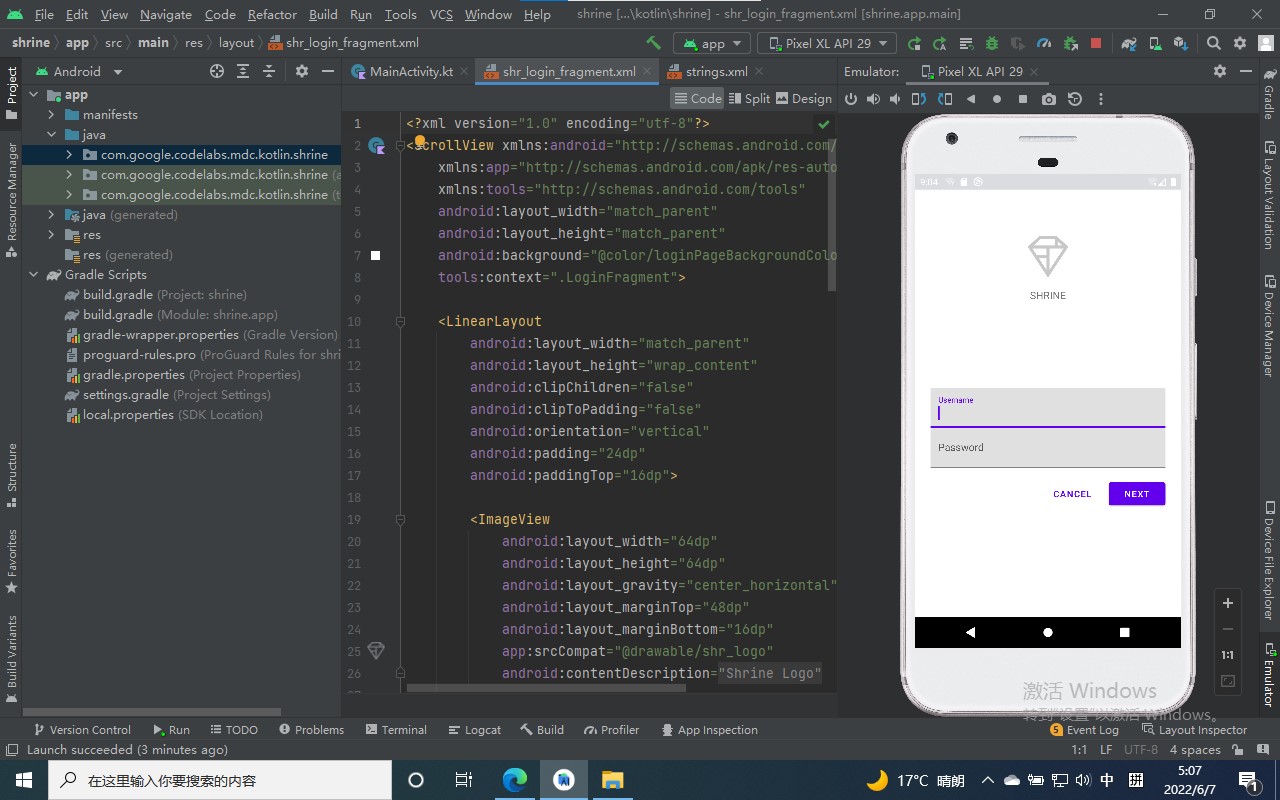 File Edit View Navigate Code Refactor Build Run Tools VCS Window Help shrine [...\kotlin\shrine] - shr_login_fragment.xml [shrine.app.main]
shrine app src main res layout shr_login_fragment.xml app Pixel XL API 29
Android MainActivity.kt shr_login_fragment.xml strings.xml Emulator: Pixel XL API 29
Code Split Design
Project
Resource Manager
Structure
Favorites
Build Variants
app
manifests
java
com.google.codelabs.mdc.kotlin.shrine
com.google.codelabs.mdc.kotlin.shrine (a
com.google.codelabs.mdc.kotlin.shrine (t
java (generated)
res
res (generated)
Gradle Scripts
build.gradle (Project: shrine)
build.gradle (Module: shrine.app)
gradle-wrapper.properties (Gradle Version)
proguard-rules.pro (ProGuard Rules for shri
gradle.properties (Project Properties)
settings.gradle (Project Settings)
local.properties (SDK Location)
1 <?xml version="1.0" encoding="utf-8"?>
2 <ScrollView xmlns:android="http://schemas.android.com/
3 xmlns:app="http://schemas.android.com/apk/res-auto
4 xmlns:tools="http://schemas.android.com/tools"
5 android:layout_width="match_parent"
6 android:layout_height="match_parent"
7 android:background="@color/loginPageBackgroundColo
8 tools:context=".LoginFragment">
9
10 <LinearLayout
11 android:layout_width="match_parent"
12 android:layout_height="wrap_content"
13 android:clipChildren="false"
14 android:clipToPadding="false"
15 android:orientation="vertical"
16 android:padding="24dp"
17 android:paddingTop="16dp">
18
19 <ImageView
20 android:layout_width="64dp"
21 android:layout_height="64dp"
22 android:layout_gravity="center_horizontal"
23 android:layout_marginTop="48dp"
24 android:layout_marginBottom="16dp"
25 app:srcCompat="@drawable/shr_logo"
26 android:contentDescription="Shrine Logo"
9:04
SHRINE
Username
Password
CANCEL NEXT
1:1
Gradle
Layout Validation
Device Manager
Device File Explorer
Emulator
激活 Windows
转到"设置"以激活 Windows。
Version Control Run TODO Problems Terminal Logcat Build Profiler App Inspection 5 Event Log Layout Inspector
Launch succeeded (3 minutes ago) 1:1 LF UTF-8 4 spaces
在这里输入你要搜索的内容 17°C 晴朗 中 拼 5:07
2022/6/7 1